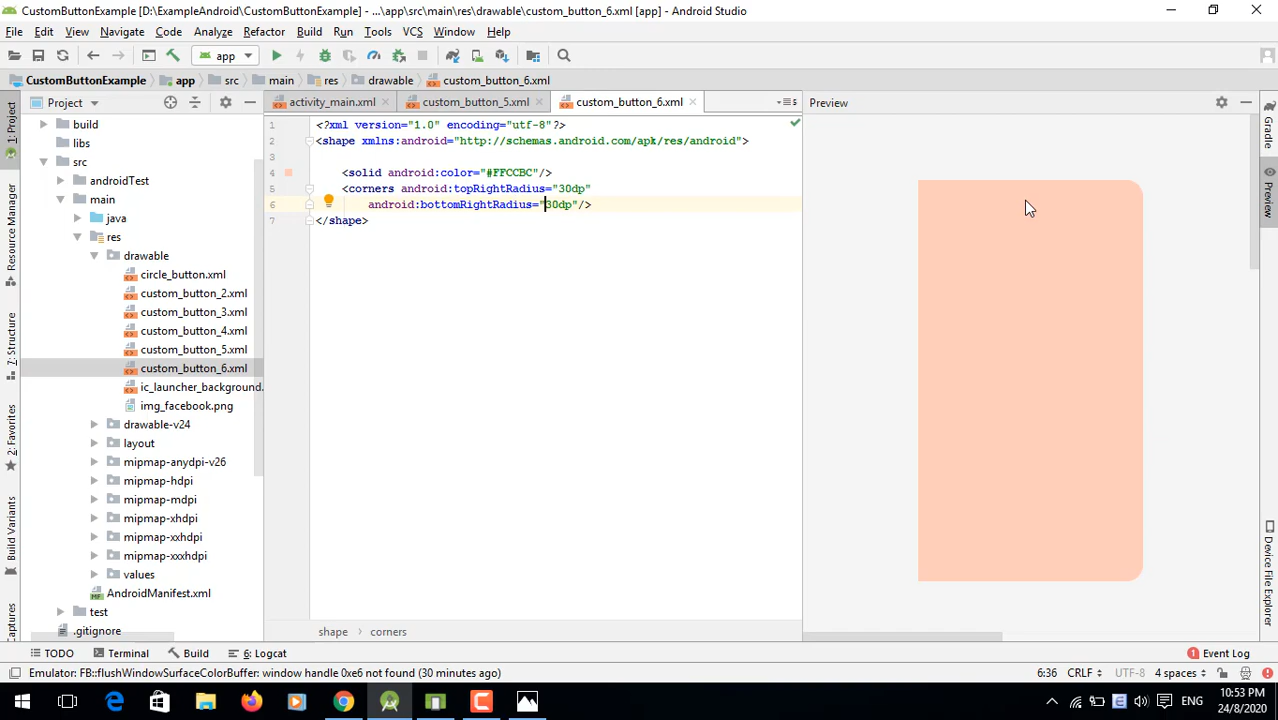 CustomButtonExample [D:\ExampleAndroid\CustomButtonExample] - ...\app\src\main\res\drawable\custom_button_6.xml [app] - Android Studio
File Edit View Navigate Code Analyze Refactor Build Run Tools VCS Window Help
app
CustomButtonExample app src main res drawable custom_button_6.xml
1: Project
Resource Manager
7: Structure
2: Favorites
Build Variants
Captures
Project
build
libs
src
androidTest
main
java
res
drawable
circle_button.xml
custom_button_2.xml
custom_button_3.xml
custom_button_4.xml
custom_button_5.xml
custom_button_6.xml
ic_launcher_background.
img_facebook.png
drawable-v24
layout
mipmap-anydpi-v26
mipmap-hdpi
mipmap-mdpi
mipmap-xhdpi
mipmap-xxhdpi
mipmap-xxxhdpi
values
AndroidManifest.xml
test
.gitignore
activity_main.xml custom_button_5.xml custom_button_6.xml
1 <?xml version="1.0" encoding="utf-8"?>
2 <shape xmlns:android="http://schemas.android.com/apk/res/android">
3
4 <solid android:color="#FFCCBC"/>
5 <corners android:topRightRadius="30dp"
6 android:bottomRightRadius="30dp"/>
7 </shape>
shape corners
Preview
Gradle
Preview
Device File Explorer
TODO Terminal Build 6: Logcat 1 Event Log
Emulator: FB::flushWindowSurfaceColorBuffer: window handle 0xe6 not found (30 minutes ago) 6:36 CRLF UTF-8 4 spaces
ENG
10:53 PM
24/8/2020